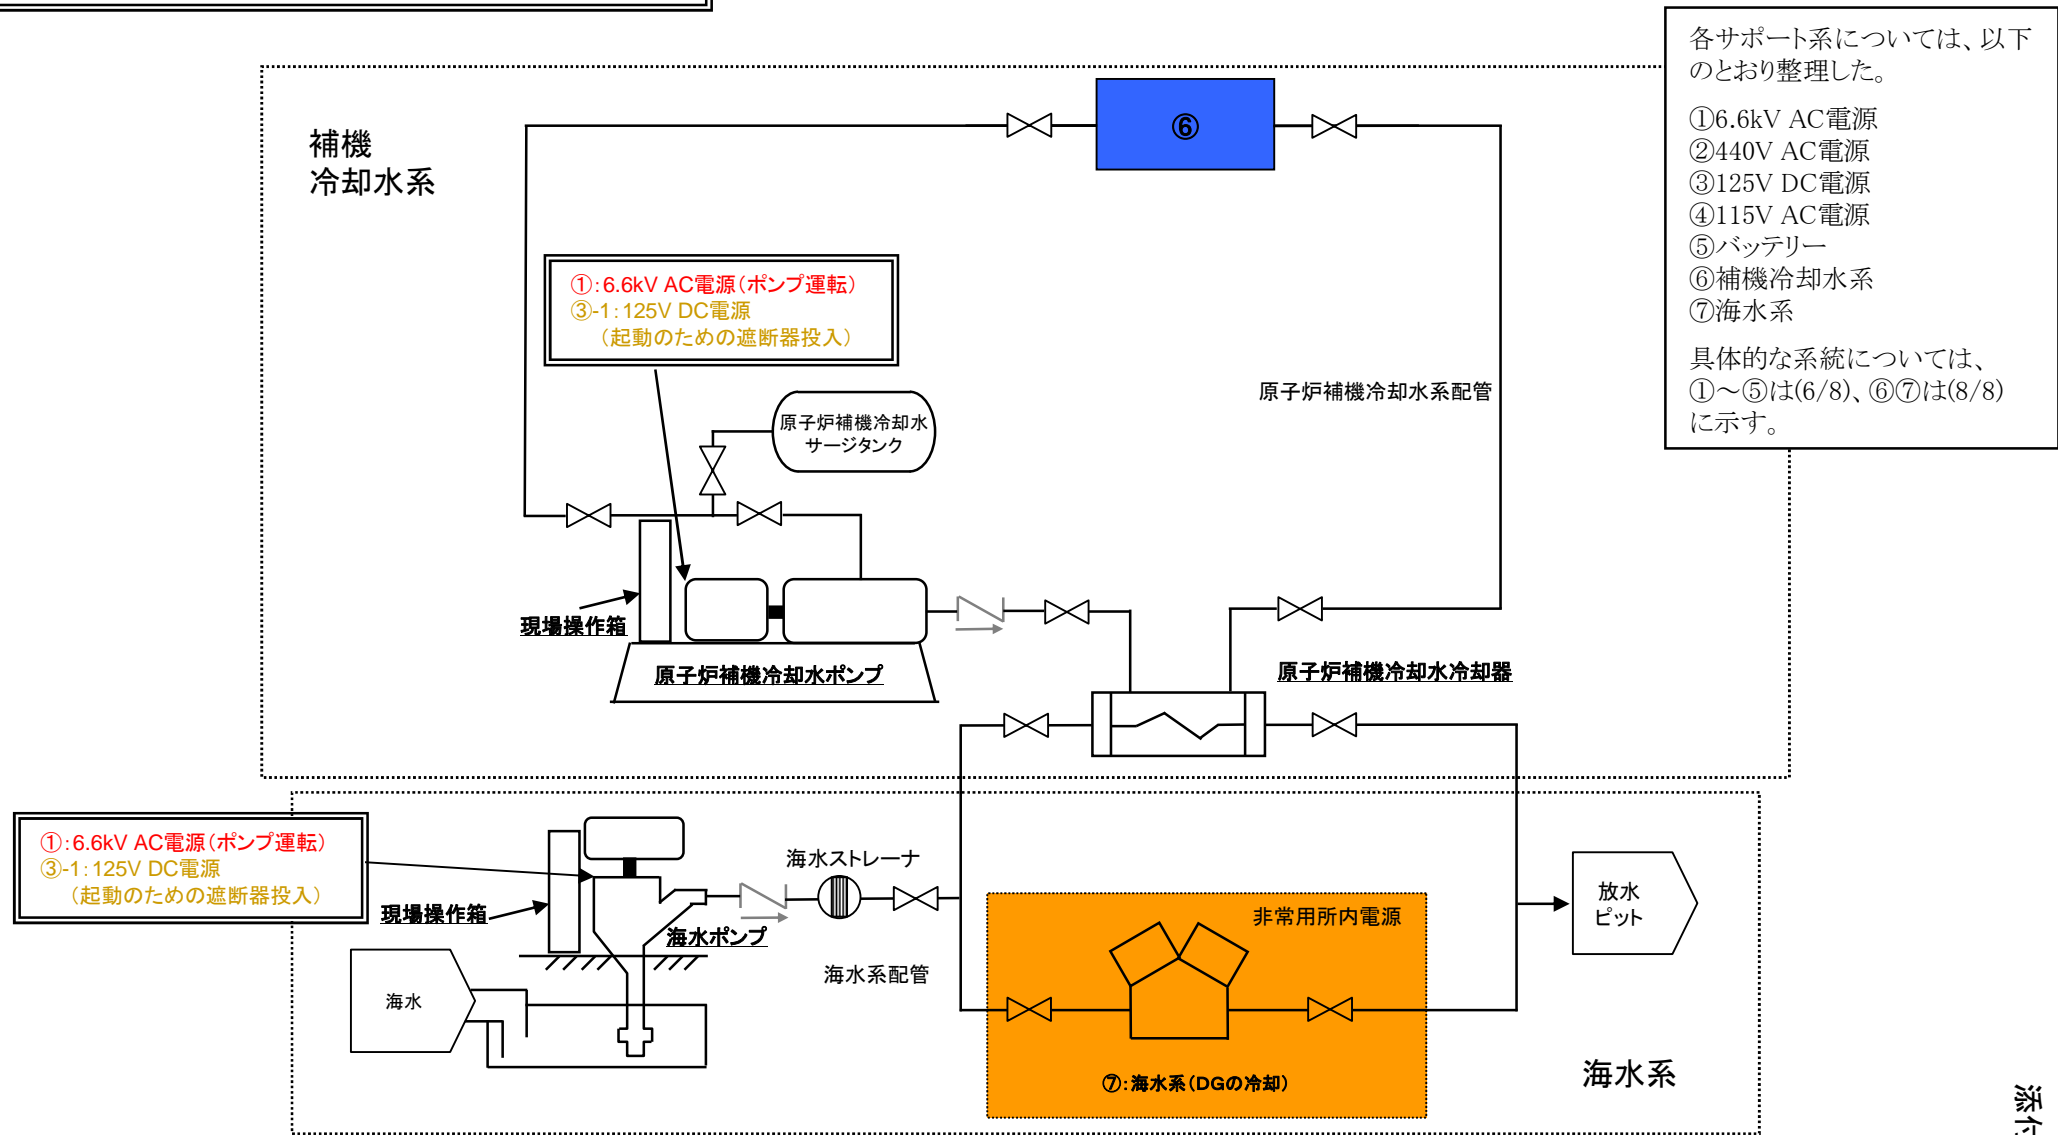 各サポート系については、以下
のとおり整理した。
①6.6kV AC電源
②440V AC電源
③125V DC電源
④115V AC電源
⑤バッテリー
⑥補機冷却水系
⑦海水系
具体的な系統については、
①～⑤は(6/8)、⑥⑦は(8/8)
に示す。
補機
冷却水系
⑥
①:6.6kV AC電源(ポンプ運転)
③-1:125V DC電源
(起動のための遮断器投入)
原子炉補機冷却水系配管
原子炉補機冷却水
サージタンク
現場操作箱
原子炉補機冷却水ポンプ
原子炉補機冷却水冷却器
①:6.6kV AC電源(ポンプ運転)
③-1:125V DC電源
(起動のための遮断器投入)
現場操作箱
海水ストレーナ
海水ポンプ
海水系配管
海水
非常用所内電源
⑦:海水系(DGの冷却)
放水
ピット
海水系
添付